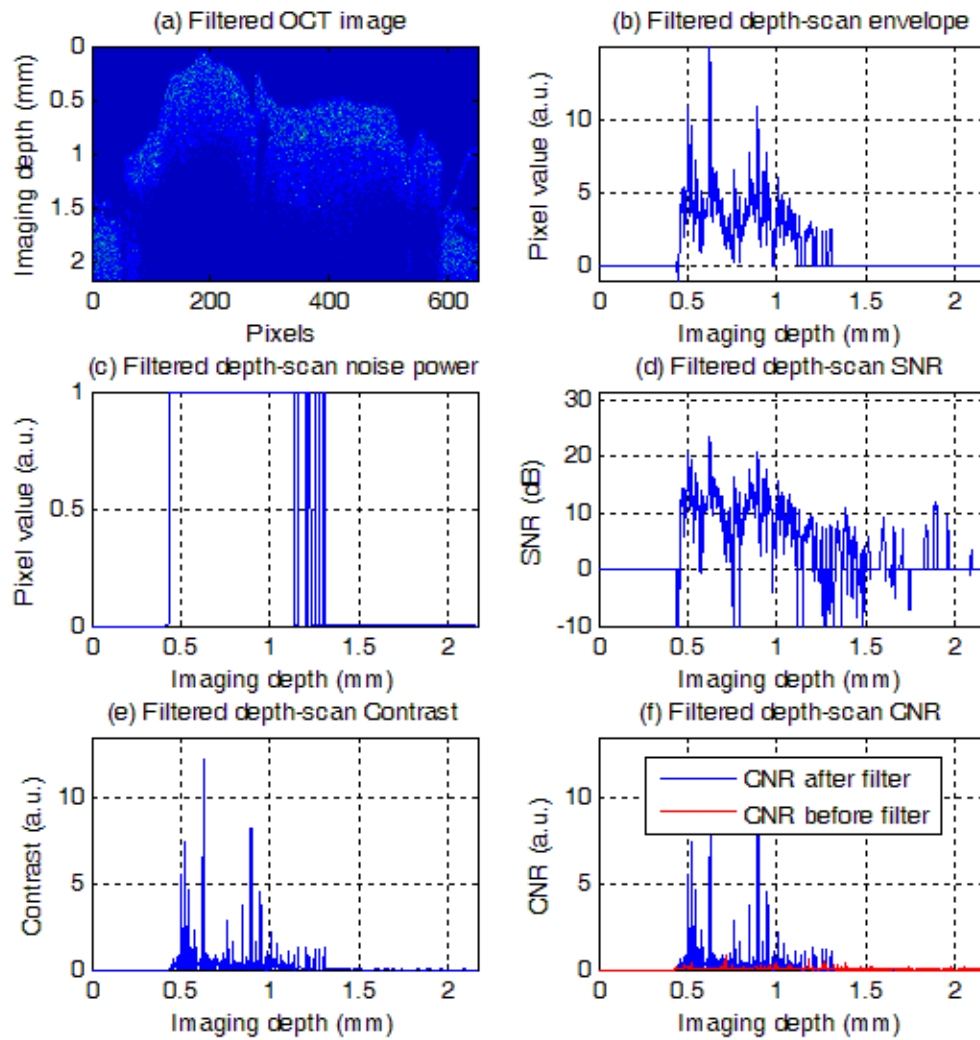 (a) Filtered OCT image
Imaging depth (mm)
0
0.5
1
1.5
2
0 200 400 600
Pixels
(b) Filtered depth-scan envelope
Pixel value (a.u.)
10
5
0
0 0.5 1 1.5 2
Imaging depth (mm)
(c) Filtered depth-scan noise power
Pixel value (a.u.)
1
0.5
0
0 0.5 1 1.5 2
Imaging depth (mm)
(d) Filtered depth-scan SNR
SNR (dB)
30
20
10
0
-10
0 0.5 1 1.5 2
Imaging depth (mm)
(e) Filtered depth-scan Contrast
Contrast (a.u.)
10
5
0
0 0.5 1 1.5 2
Imaging depth (mm)
(f) Filtered depth-scan CNR
CNR (a.u.)
10
5
0
CNR after filter
CNR before filter
0 0.5 1 1.5 2
Imaging depth (mm)